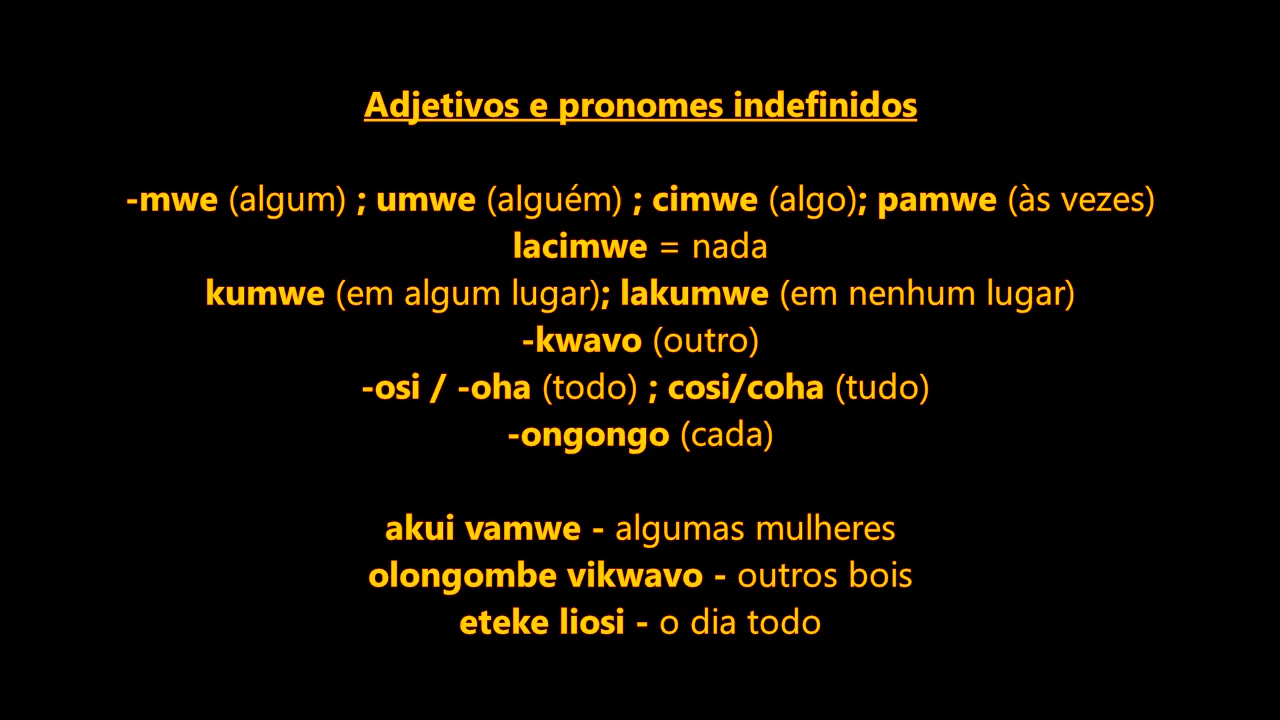 Adjetivos e pronomes indefinidos
-mwe (algum) ; umwe (alguém) ; cimwe (algo); pamwe (às vezes)
lacimwe = nada
kumwe (em algum lugar); lakumwe (em nenhum lugar)
-kwavo (outro)
-osi / -oha (todo) ; cosi/coha (tudo)
-ongongo (cada)
akui vamwe - algumas mulheres
olongombe vikwavo - outros bois
eteke liosi - o dia todo